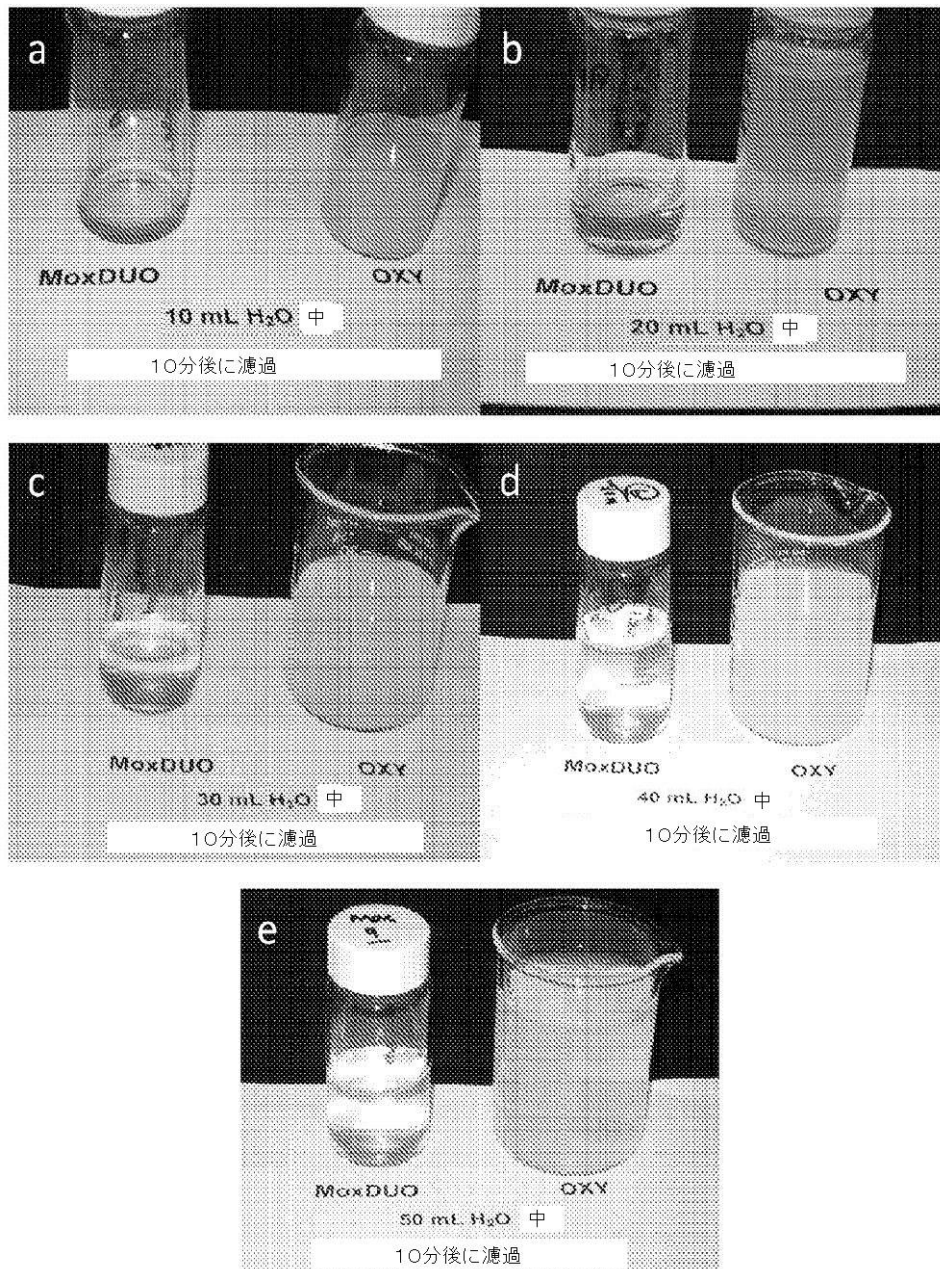 a
MoxDUO OXY
10 mL H₂O 中
10分後に濾過
b
MoxDUO OXY
20 mL H₂O 中
10分後に濾過
c
MoxDUO OXY
30 mL H₂O 中
10分後に濾過
d
MoxDUO OXY
40 mL H₂O 中
10分後に濾過
e
MoxDUO OXY
50 mL H₂O 中
10分後に濾過